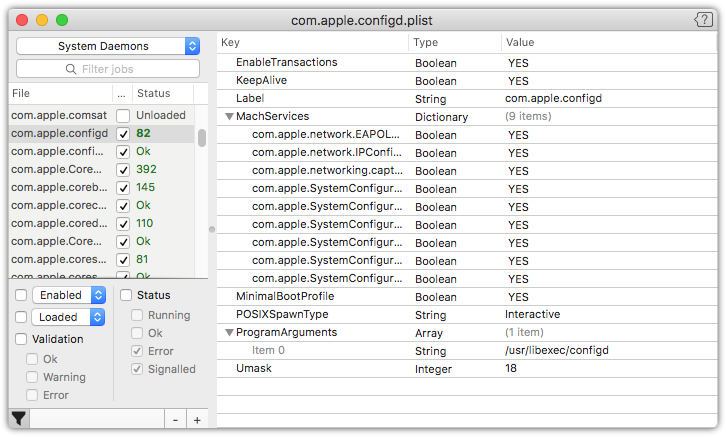 com.apple.configd.plist
System Daemons
Filter jobs
File ... Status
com.apple.comsat Unloaded
com.apple.configd 82
com.apple.confi... Ok
com.apple.Core... 392
com.apple.coreb... 145
com.apple.corec... Ok
com.apple.cored... 110
com.apple.Core... Ok
com.apple.cores... 81
com.apple.cores... Ok
Enabled
Loaded
Validation
Ok
Warning
Error
Status
Running
Ok
Error
Signalled
- +
Key Type Value
EnableTransactions Boolean YES
KeepAlive Boolean YES
Label String com.apple.configd
MachServices Dictionary (9 items)
com.apple.network.EAPOL... Boolean YES
com.apple.network.IPConfi... Boolean YES
com.apple.networking.capt... Boolean YES
com.apple.SystemConfigur... Boolean YES
com.apple.SystemConfigur... Boolean YES
com.apple.SystemConfigur... Boolean YES
com.apple.SystemConfigur... Boolean YES
com.apple.SystemConfigur... Boolean YES
com.apple.SystemConfigur... Boolean YES
MinimalBootProfile Boolean YES
POSIXSpawnType String Interactive
ProgramArguments Array (1 item)
Item 0 String /usr/libexec/configd
Umask Integer 18